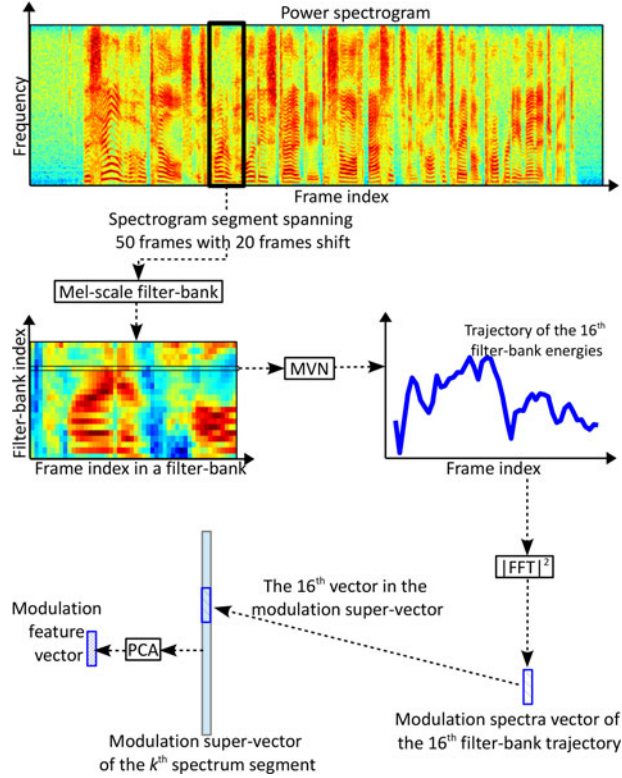 Power spectrogram
Frequency
Frame index
Spectrogram segment spanning
50 frames with 20 frames shift
Mel-scale filter-bank
Filter-bank index
Frame index in a filter-bank
MVN
Trajectory of the 16th
filter-bank energies
Frame index
|FFT|²
The 16th vector in the
modulation super-vector
Modulation
feature
vector
PCA
Modulation super-vector
of the kth spectrum segment
Modulation spectra vector of
the 16th filter-bank trajectory